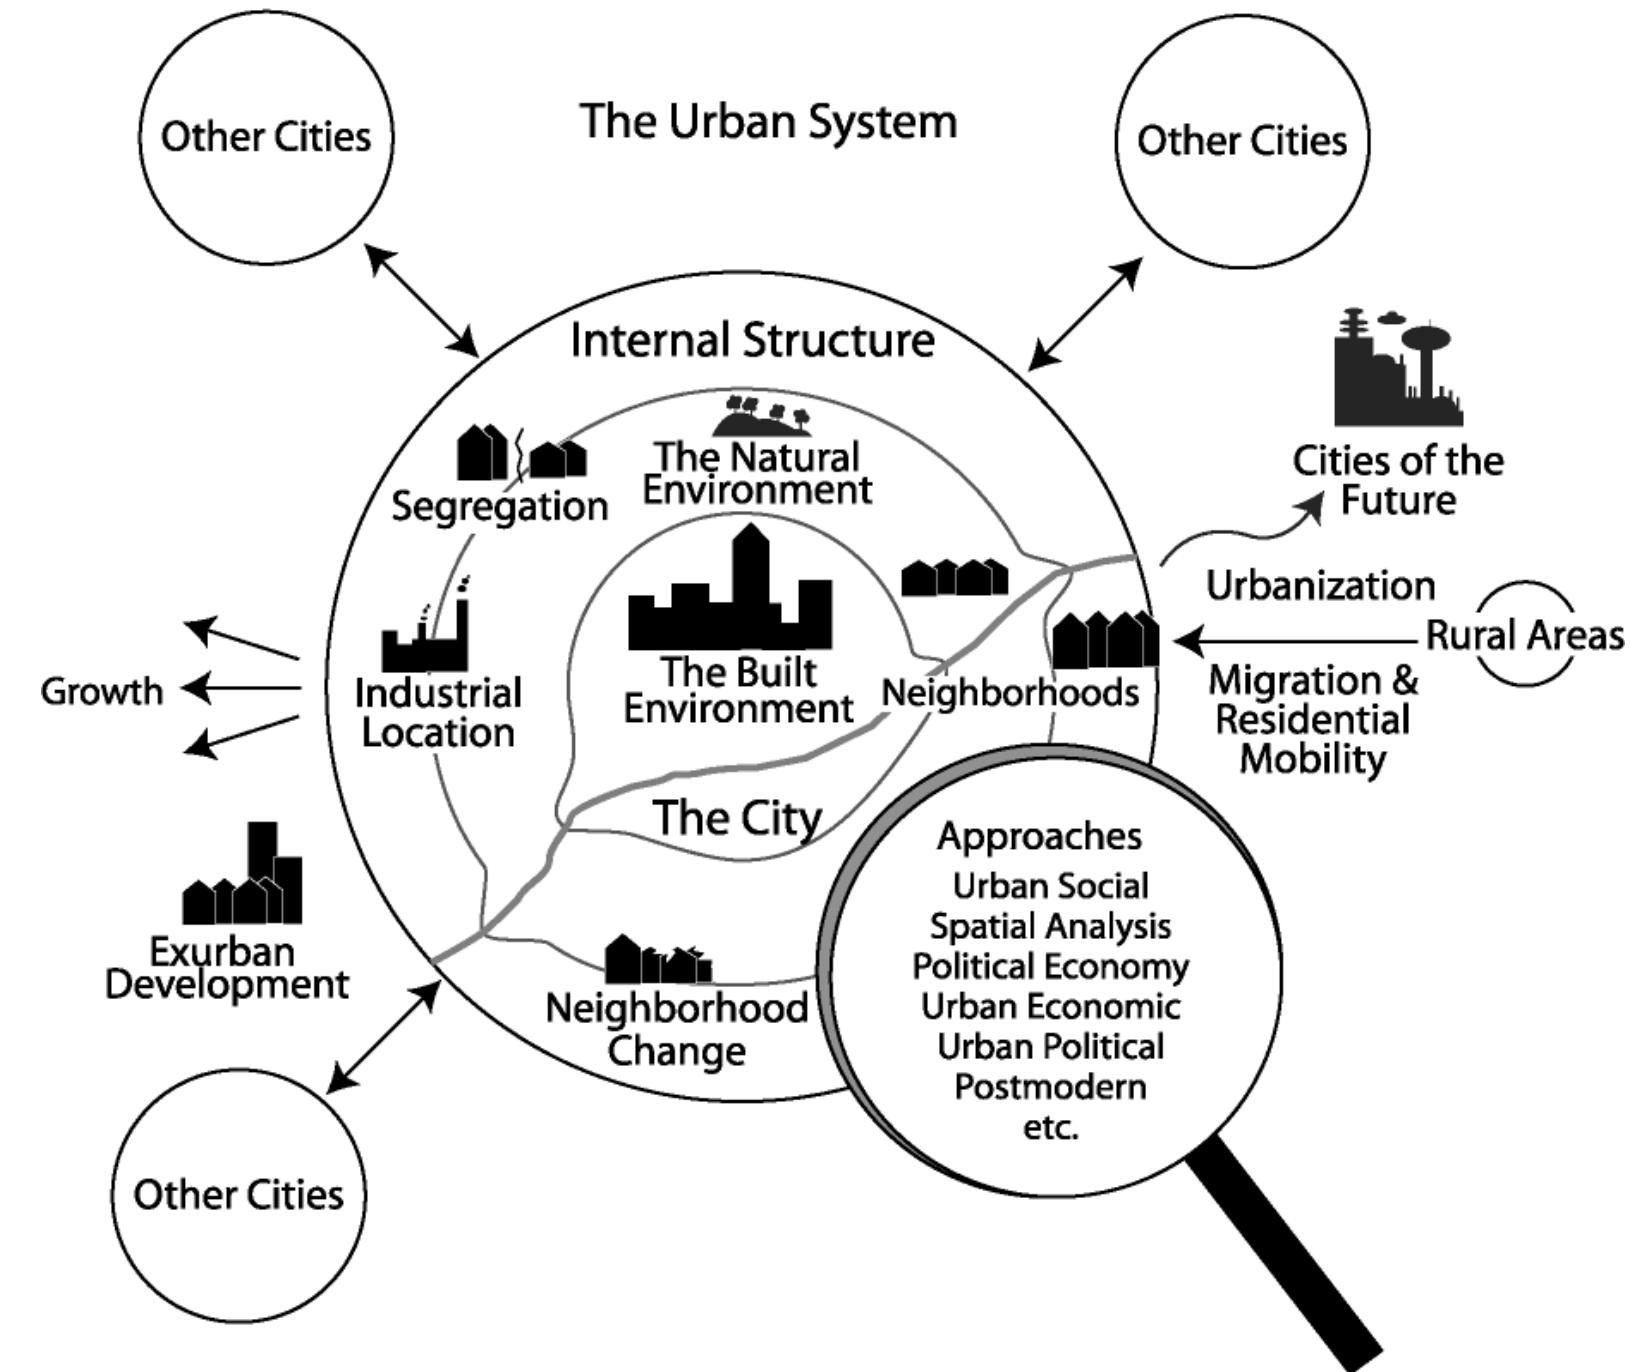 The Urban System
Other Cities
Other Cities
Internal Structure
The Natural
Environment
Segregation
Cities of the
Future
The Built
Environment
Industrial
Location
Neighborhoods
Urbanization
Rural Areas
Migration &
Residential
Mobility
Growth
The City
Exurban
Development
Neighborhood
Change
Other Cities
Approaches
Urban Social
Spatial Analysis
Political Economy
Urban Economic
Urban Political
Postmodern
etc.